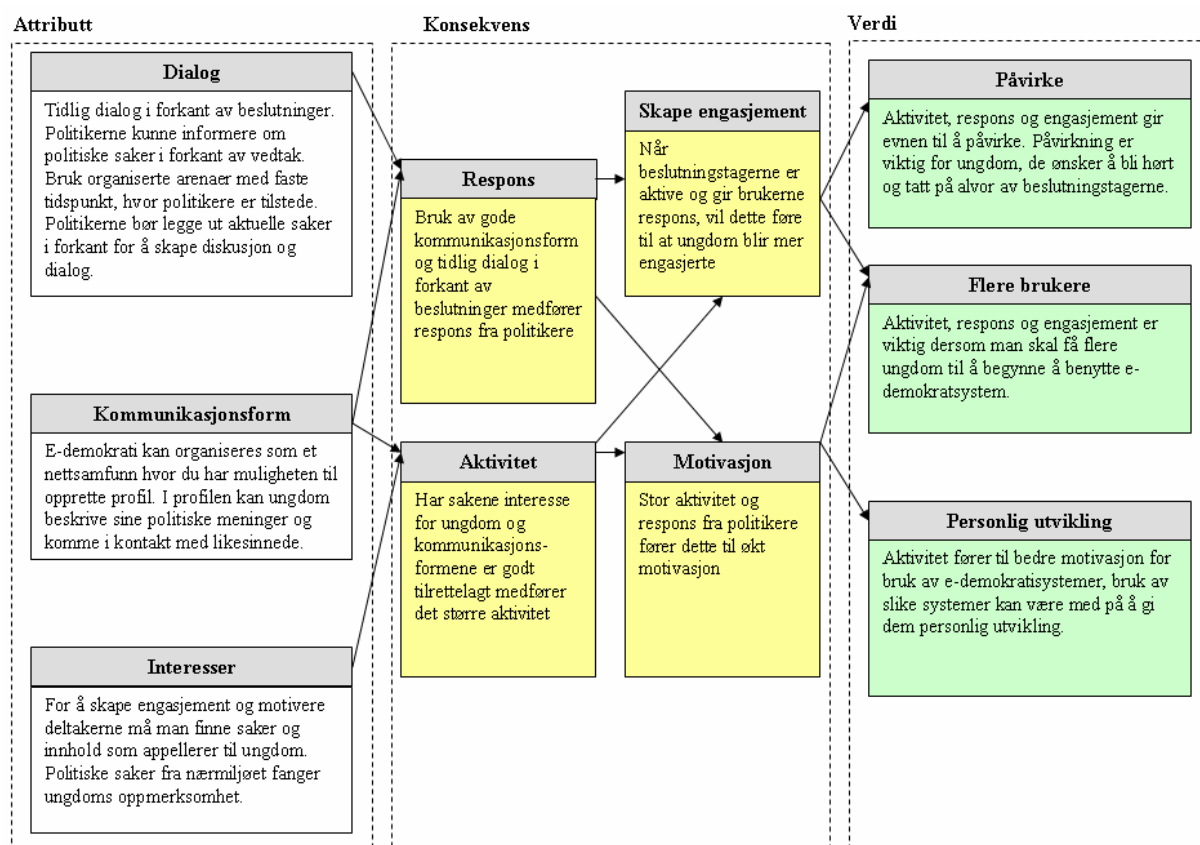 Attributt
Dialog
Tidlig dialog i forkant av beslutninger.
Politikerne kunne informere om
politiske saker i forkant av vedtak.
Bruk organiserte arenaer med faste
tidspunkt, hvor politikere er tilstede.
Politikerne bør legge ut aktuelle saker
i forkant for å skape diskusjon og
dialog.
Kommunikasjonsform
E-demokrati kan organiseres som et
nettsamfunn hvor du har muligheten til
opprette profil. I profilen kan ungdom
beskrive sine politiske meninger og
komme i kontakt med likesinnede.
Interesser
For å skape engasjement og motivere
deltakerne må man finne saker og
innhold som appellerer til ungdom.
Politiske saker fra nærmiljøet fanger
ungdoms oppmerksomhet.
Konsekvens
Respons
Bruk av gode
kommunikasjonsform
og tidlig dialog i
forkant av
beslutninger medfører
respons fra politikere
Aktivitet
Har sakene interesse
for ungdom og
kommunikasjons-
formene er godt
tilrettelagt medfører
det større aktivitet
Skape engasjement
Når
beslutningstagerne er
aktive og gir brukerne
respons, vil dette føre
til at ungdom blir mer
engasjerte
Motivasjon
Stor aktivitet og
respons fra politikere
fører dette til økt
motivasjon
Verdi
Påvirke
Aktivitet, respons og engasjement gir
evnen til å påvirke. Påvirkning er
viktig for ungdom, de ønsker å bli hørt
og tatt på alvor av beslutningstagerne.
Flere brukere
Aktivitet, respons og engasjement er
viktig dersom man skal få flere
ungdom til å begynne å benytte e-
demokratsystem.
Personlig utvikling
Aktivitet fører til bedre motivasjon for
bruk av e-demokratisystemer, bruk av
slike systemer kan være med på å gi
dem personlig utvikling.